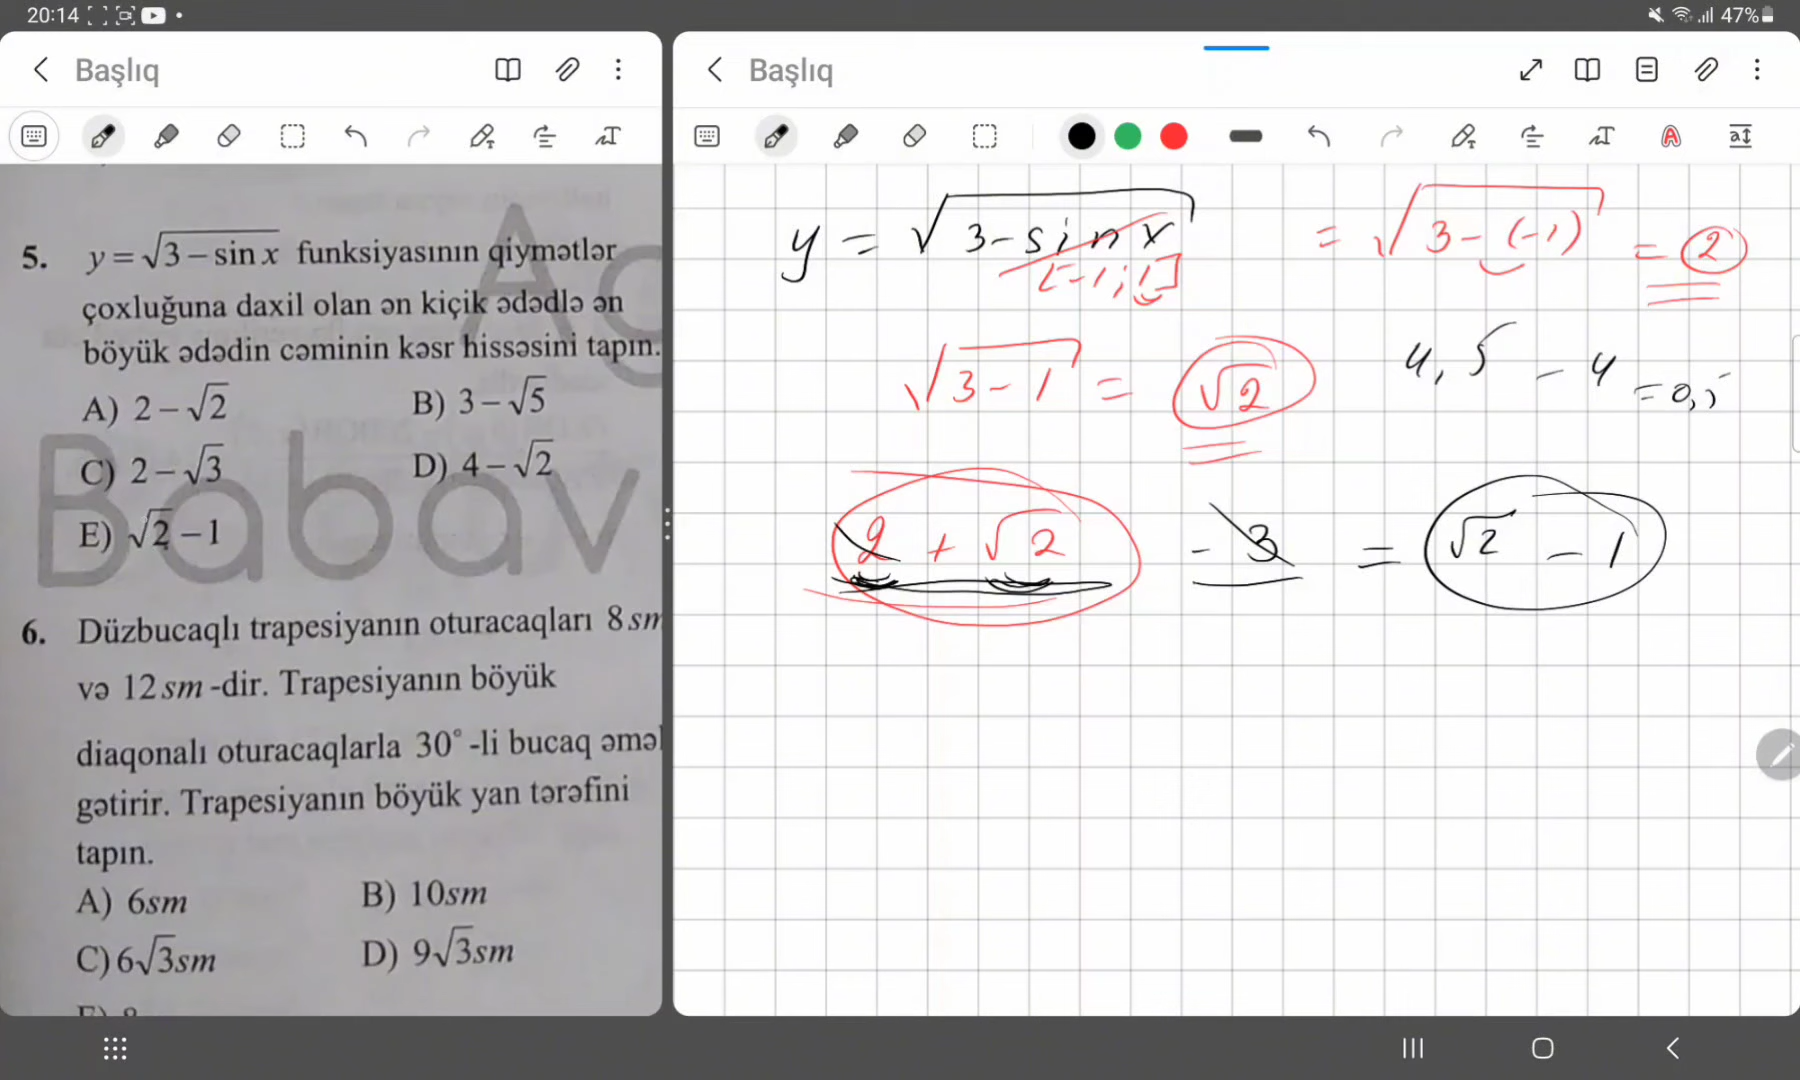 20:14
47%
Başlıq
Başlıq
5. y = √3 – sin x funksiyasının qiymətlər
çoxluğuna daxil olan ən kiçik ədədlə ən
böyük ədədin cəminin kəsr hissəsini tapın.
A) 2 – √2 B) 3 – √5
C) 2 – √3 D) 4 – √2
E) √2 – 1
Babav
6. Düzbucaqlı trapesiyanın oturacaqları 8 sm
və 12 sm -dir. Trapesiyanın böyük
diaqonalı oturacaqlarla 30° -li bucaq əməl
gətirir. Trapesiyanın böyük yan tərəfini
tapın.
A) 6sm B) 10sm
C) 6√3sm D) 9√3sm
y = √3-sinx = √3-(-1) = 2
[-1;1]
√3-1 = √2
4,5 - 4 = 0,5
2 + √2 - 3 = √2 - 1